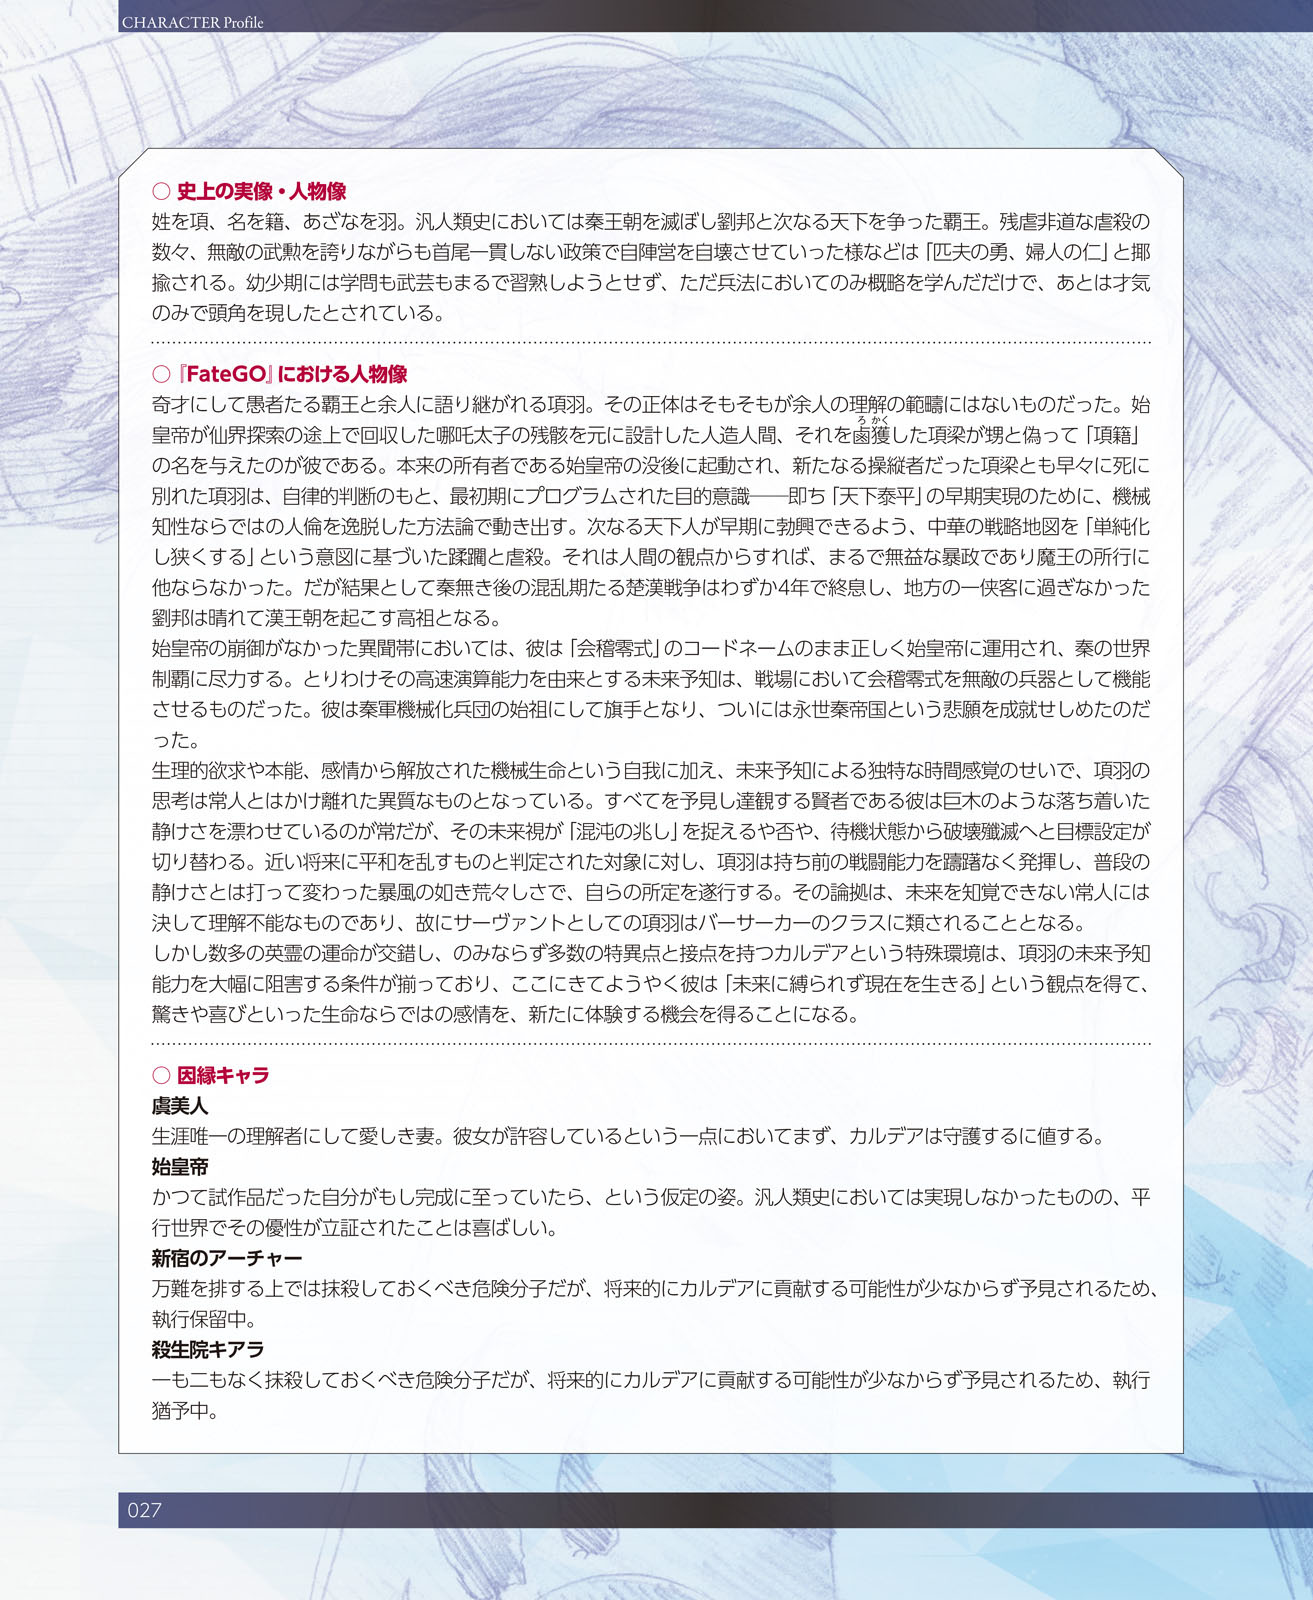 CHARACTER Profile
○ 史上の実像・人物像
姓を項、名を籍、あざなを羽。汎人類史においては秦王朝を滅ぼし劉邦と次なる天下を争った覇王。残虐非道な虐殺の
数々、無敵の武勲を誇りながらも首尾一貫しない政策で自陣営を自壊させていった様などは「匹夫の勇、婦人の仁」と揶
揄される。幼少期には学問も武芸もまるで習熟しようとせず、ただ兵法においてのみ概略を学んだだけで、あとは才気
のみで頭角を現したとされている。
○ 『FateGO』における人物像
奇才にして愚者たる覇王と余人に語り継がれる項羽。その正体はそもそもが余人の理解の範疇にはないものだった。始
皇帝が仙界探索の途上で回収した哪吒太子の残骸を元に設計した人造人間、それを鹵獲した項梁が甥と偽って「項籍」
の名を与えたのが彼である。本来の所有者である始皇帝の没後に起動され、新たなる操縦者だった項梁とも早々に死に
別れた項羽は、自律的判断のもと、最初期にプログラムされた目的意識――即ち「天下泰平」の早期実現のために、機械
知性ならではの人倫を逸脱した方法論で動き出す。次なる天下人が早期に勃興できるよう、中華の戦略地図を「単純化
し狭くする」という意図に基づいた蹂躙と虐殺。それは人間の観点からすれば、まるで無益な暴政であり魔王の所行に
他ならなかった。だが結果として秦無き後の混乱期たる楚漢戦争はわずか4年で終息し、地方の一侠客に過ぎなかった
劉邦は晴れて漢王朝を起こす高祖となる。
始皇帝の崩御がなかった異聞帯においては、彼は「会稽零式」のコードネームのまま正しく始皇帝に運用され、秦の世界
制覇に尽力する。とりわけその高速演算能力を由来とする未来予知は、戦場において会稽零式を無敵の兵器として機能
させるものだった。彼は秦軍機械化兵団の始祖にして旗手となり、ついには永世秦帝国という悲願を成就せしめたのだ
った。
生理的欲求や本能、感情から解放された機械生命という自我に加え、未来予知による独特な時間感覚のせいで、項羽の
思考は常人とはかけ離れた異質なものとなっている。すべてを予見し達観する賢者である彼は巨木のような落ち着いた
静けさを漂わせているのが常だが、その未来視が「混沌の兆し」を捉えるや否や、待機状態から破壊殲滅へと目標設定が
切り替わる。近い将来に平和を乱すものと判定された対象に対し、項羽は持ち前の戦闘能力を躊躇なく発揮し、普段の
静けさとは打って変わった暴風の如き荒々しさで、自らの所定を遂行する。その論拠は、未来を知覚できない常人には
決して理解不能なものであり、故にサーヴァントとしての項羽はバーサーカーのクラスに類されることとなる。
しかし数多の英霊の運命が交錯し、のみならず多数の特異点と接点を持つカルデアという特殊環境は、項羽の未来予知
能力を大幅に阻害する条件が揃っており、ここにきてようやく彼は「未来に縛られず現在を生きる」という観点を得て、
驚きや喜びといった生命ならではの感情を、新たに体験する機会を得ることになる。
○ 因縁キャラ
虞美人
生涯唯一の理解者にして愛しき妻。彼女が許容しているという一点においてまず、カルデアは守護するに値する。
始皇帝
かつて試作品だった自分がもし完成に至っていたら、という仮定の姿。汎人類史においては実現しなかったものの、平
行世界でその優性が立証されたことは喜ばしい。
新宿のアーチャー
万難を排する上では抹殺しておくべき危険分子だが、将来的にカルデアに貢献する可能性が少なからず予見されるため、
執行保留中。
殺生院キアラ
一も二もなく抹殺しておくべき危険分子だが、将来的にカルデアに貢献する可能性が少なからず予見されるため、執行
猶予中。
027